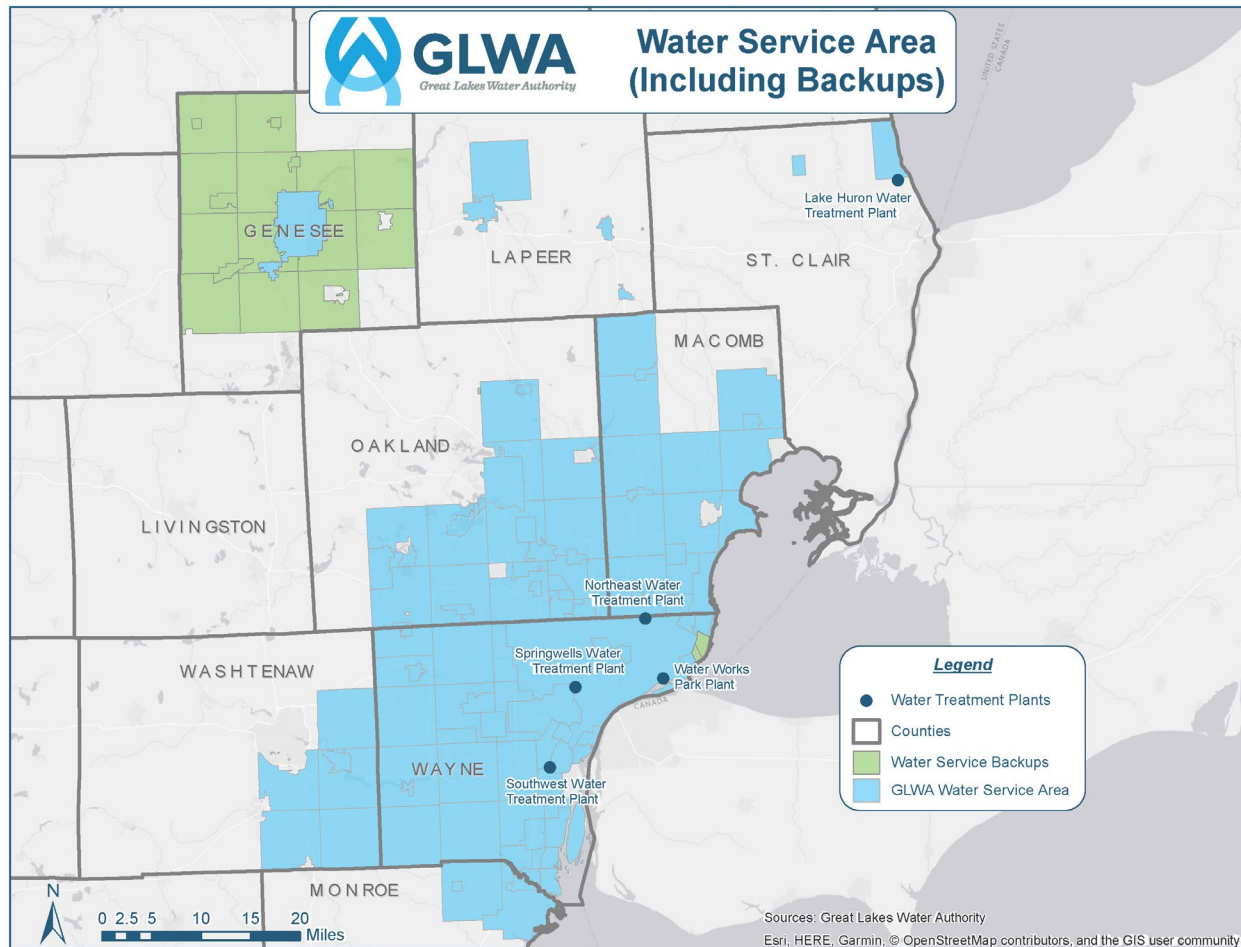 GLWA
Great Lakes Water Authority
Water Service Area
(Including Backups)
UNITED STATES
CANADA
Lake Huron Water
Treatment Plant
GENESEE
LAPEER
ST. CLAIR
MACOMB
OAKLAND
LIVINGSTON
Northeast Water
Treatment Plant
WASHTENAW
Springwells Water
Treatment Plant
Water Works
Park Plant
CANADA
WAYNE
Southwest Water
Treatment Plant
MONROE
Legend
Water Treatment Plants
Counties
Water Service Backups
GLWA Water Service Area
N
0 2.5 5 10 15 20
Miles
Sources: Great Lakes Water Authority
Esri, HERE, Garmin, © OpenStreetMap contributors, and the GIS user community